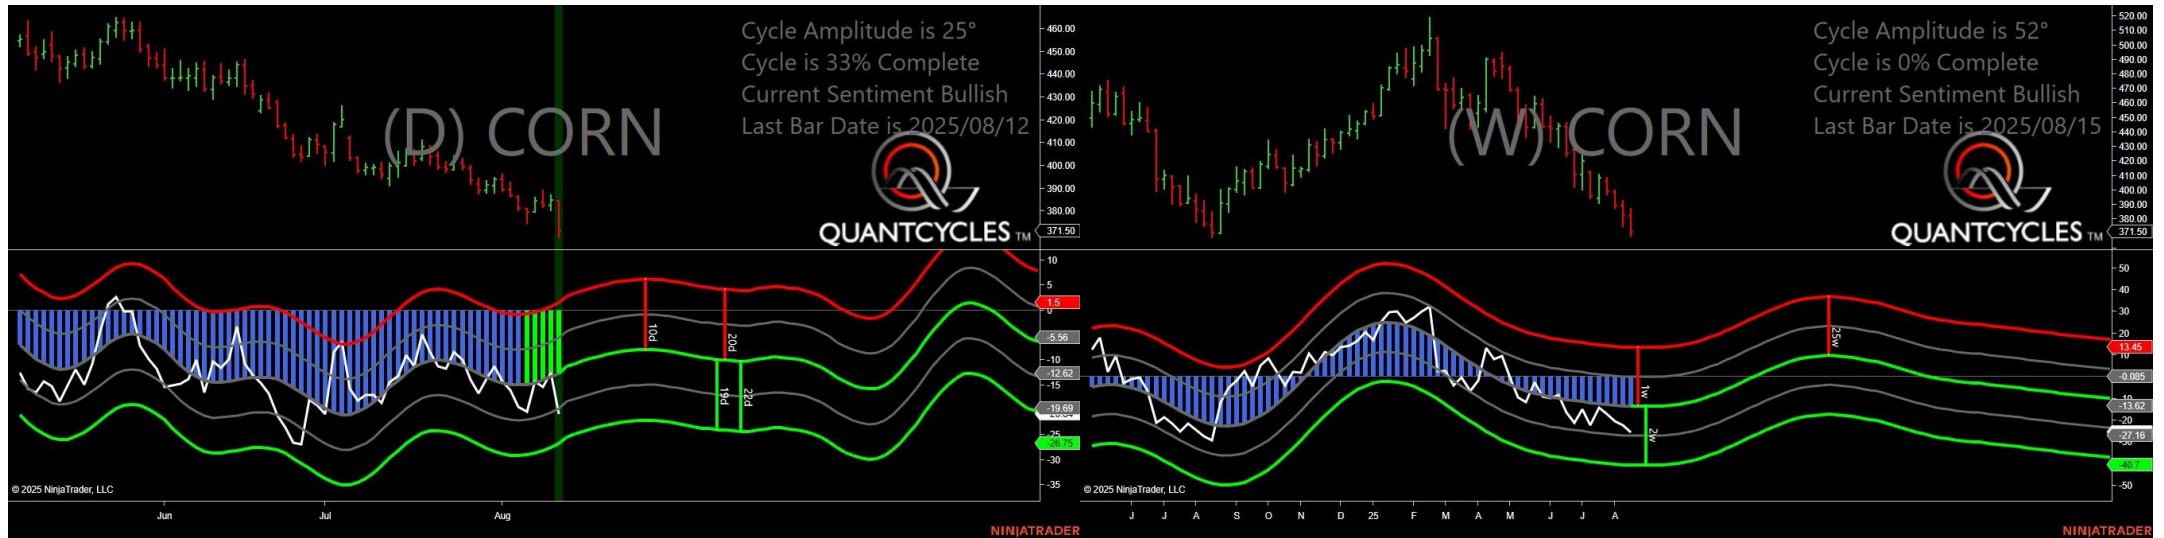 Cycle Amplitude is 25°
Cycle is 33% Complete
Current Sentiment Bullish
Last Bar Date is 2025/08/12
(D) CORN
QUANTCYCLES TM
460.00
450.00
440.00
430.00
420.00
410.00
400.00
390.00
380.00
371.50
10
5
1.5
0
-5.56
-10
-12.62
-15
-19.69
-25
-26.75
-30
-35
10d
20d
19d
22d
© 2025 NinjaTrader, LLC
Jun
Jul
Aug
NINJATRADER
Cycle Amplitude is 52°
Cycle is 0% Complete
Current Sentiment Bullish
Last Bar Date is 2025/08/15
(W) CORN
QUANTCYCLES TM
520.00
510.00
500.00
490.00
480.00
470.00
460.00
450.00
440.00
430.00
420.00
410.00
400.00
390.00
380.00
371.50
50
40
30
20
13.45
10
-0.085
-10
-13.62
-20
-27.16
-40.7
-50
1w
2w
25w
© 2025 NinjaTrader, LLC
J
J
A
S
O
N
D
25
F
M
A
M
J
J
A
NINJATRADER